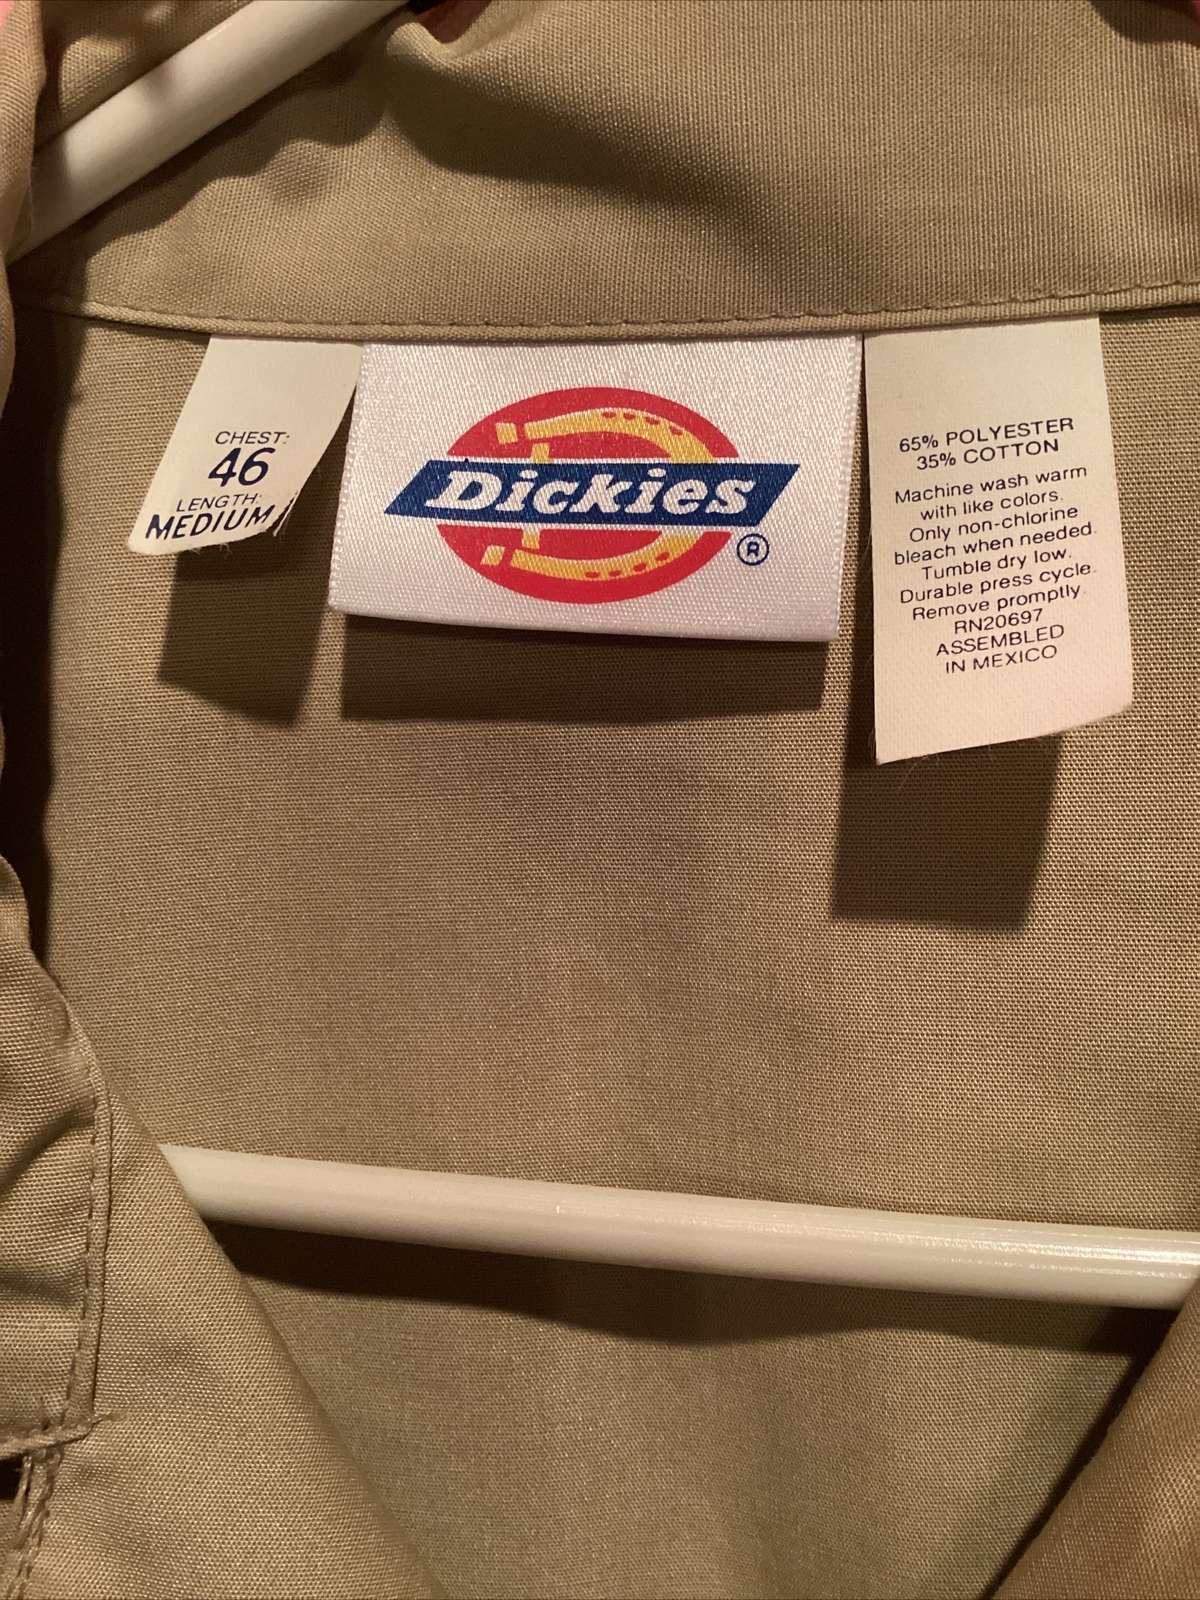 CHEST:
46
LENGTH:
MEDIUM
Dickies
®
65% POLYESTER
35% COTTON
Machine wash warm
with like colors.
Only non-chlorine
bleach when needed.
Tumble dry low.
Durable press cycle.
Remove promptly.
RN20697
ASSEMBLED
IN MEXICO